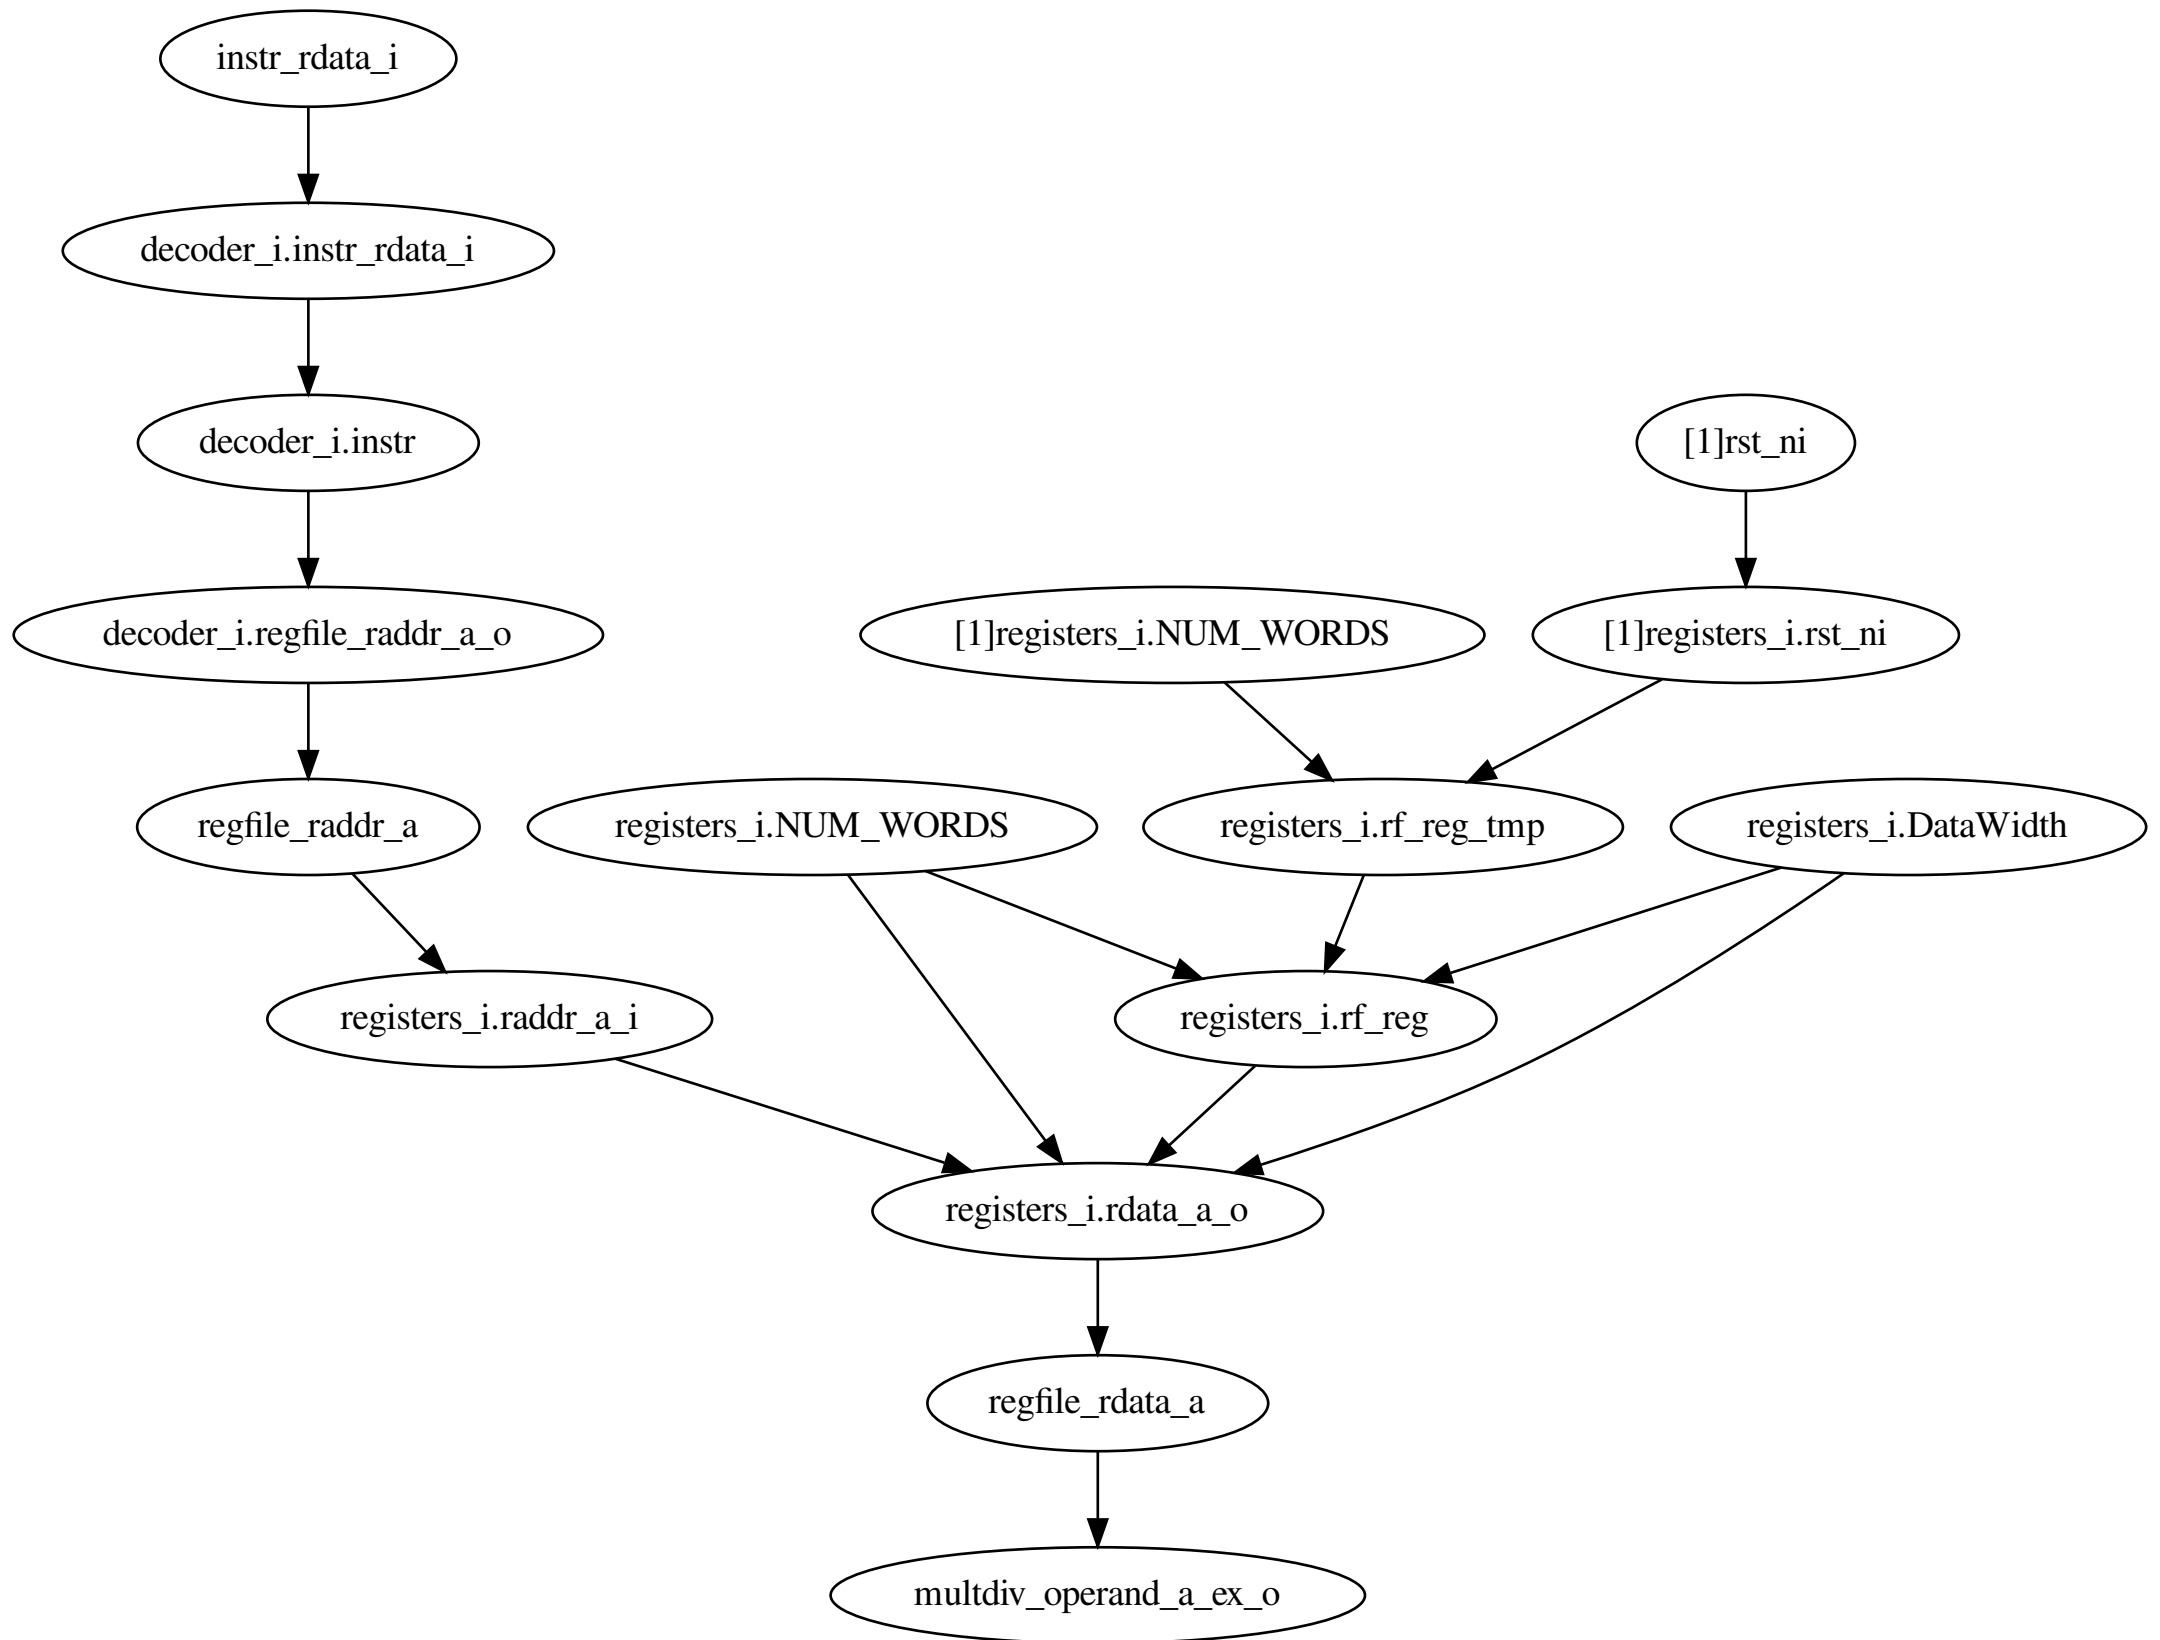 instr_rdata_i
decoder_i.instr_rdata_i
decoder_i.instr
[1]rst_ni
decoder_i.regfile_raddr_a_o
[1]registers_i.NUM_WORDS
[1]registers_i.rst_ni
regfile_raddr_a
registers_i.NUM_WORDS
registers_i.rf_reg_tmp
registers_i.DataWidth
registers_i.raddr_a_i
registers_i.rf_reg
registers_i.rdata_a_o
regfile_rdata_a
multdiv_operand_a_ex_o